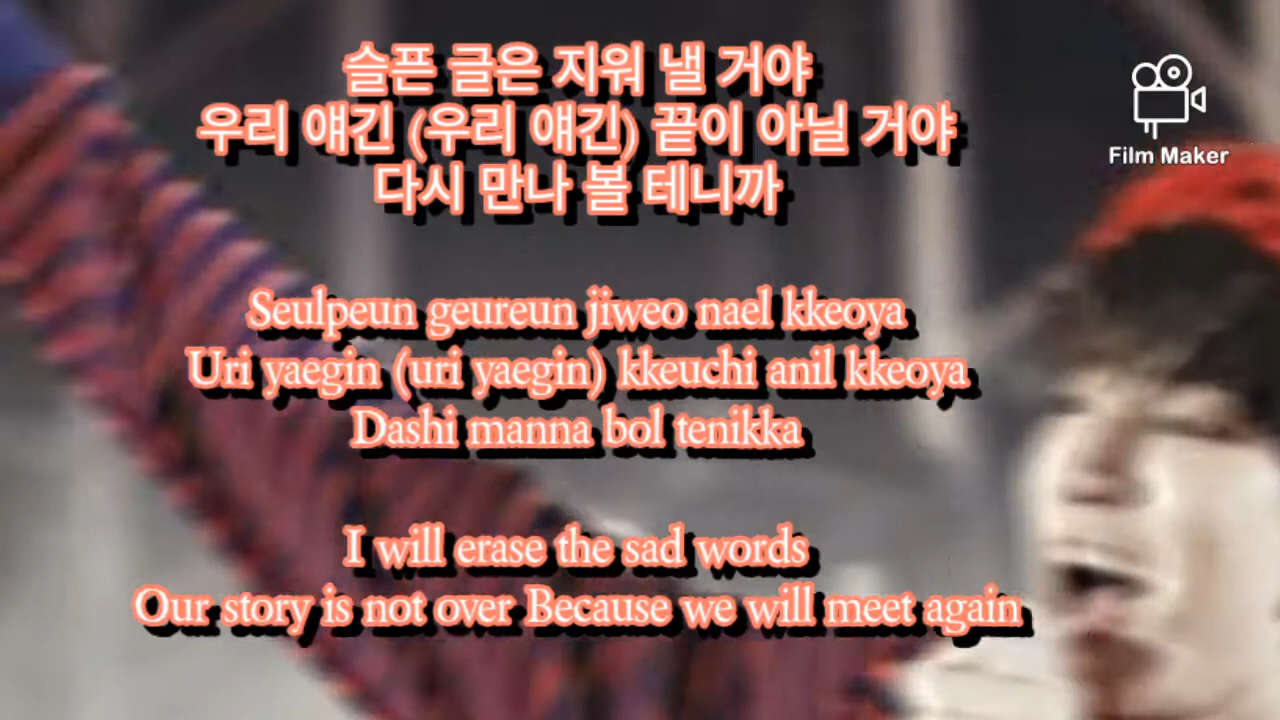 슬픈 글은 지워 낼 거야
우리 얘긴 (우리 얘긴) 끝이 아닐 거야
다시 만나 볼 테니까
Seulpeun geureun jiweo nael kkeoya
Uri yaegin (uri yaegin) kkeuchi anil kkeoya
Dashi manna bol tenikka
I will erase the sad words
Our story is not over Because we will meet again
Film Maker